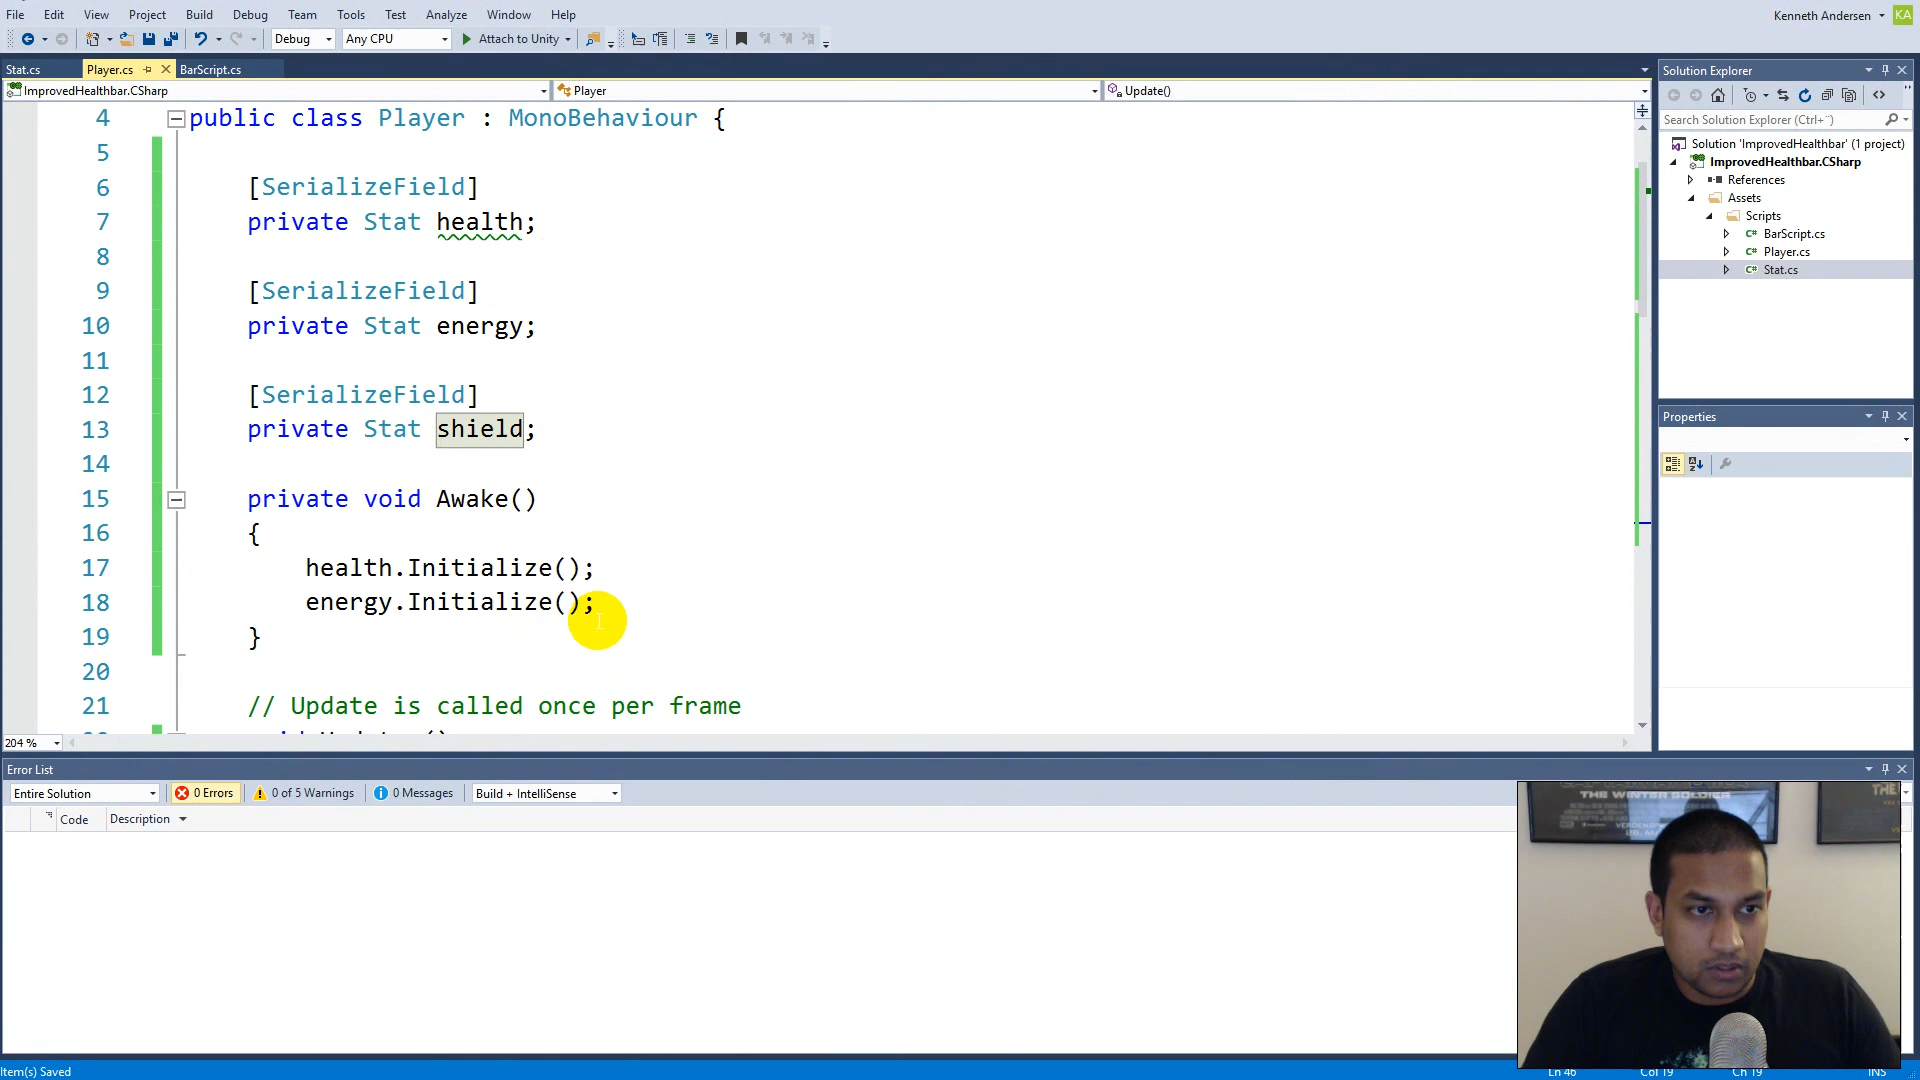 File Edit View Project Build Debug Team Tools Test Analyze Window Help
Kenneth Andersen KA
Debug Any CPU Attach to Unity
Stat.cs Player.cs BarScript.cs
ImprovedHealthbar.CSharp Player Update()
4 public class Player : MonoBehaviour {
5
6 [SerializeField]
7 private Stat health;
8
9 [SerializeField]
10 private Stat energy;
11
12 [SerializeField]
13 private Stat shield;
14
15 private void Awake()
16 {
17 health.Initialize();
18 energy.Initialize();
19 }
20
21 // Update is called once per frame
204 %
Solution Explorer
Search Solution Explorer (Ctrl+¨)
Solution 'ImprovedHealthbar' (1 project)
ImprovedHealthbar.CSharp
References
Assets
Scripts
BarScript.cs
Player.cs
Stat.cs
Properties
Error List
Entire Solution 0 Errors 0 of 5 Warnings 0 Messages Build + IntelliSense
Code Description
THE WINTER SOLDIER
THE
Item(s) Saved
Ln 46 Col 19 Ch 19 INS